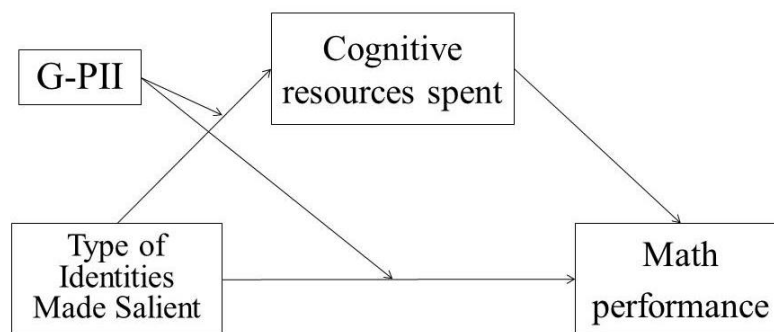 G-PII
Cognitive
resources spent
Type of
Identities
Made Salient
Math
performance